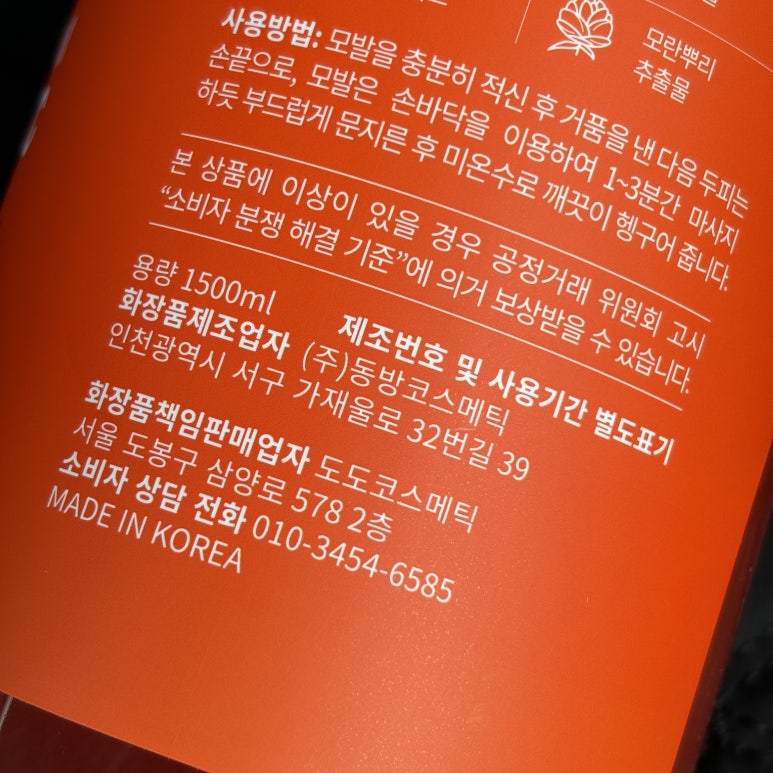 모란뿌리
추출물
사용방법: 모발을 충분히 적신 후 거품을 낸 다음 두피는
손끝으로, 모발은 손바닥을 이용하여 1~3분간 마사지
하듯 부드럽게 문지른 후 미온수로 깨끗이 헹구어 줍니다.
본 상품에 이상이 있을 경우 공정거래 위원회 고시
“소비자 분쟁 해결 기준”에 의거 보상받을 수 있습니다.
용량 1500ml 제조번호 및 사용기간 별도표기
화장품제조업자 (주)동방코스메틱
인천광역시 서구 가재울로 32번길 39
화장품책임판매업자 도도코스메틱
서울 도봉구 삼양로 578 2층
소비자 상담 전화 010-3454-6585
MADE IN KOREA